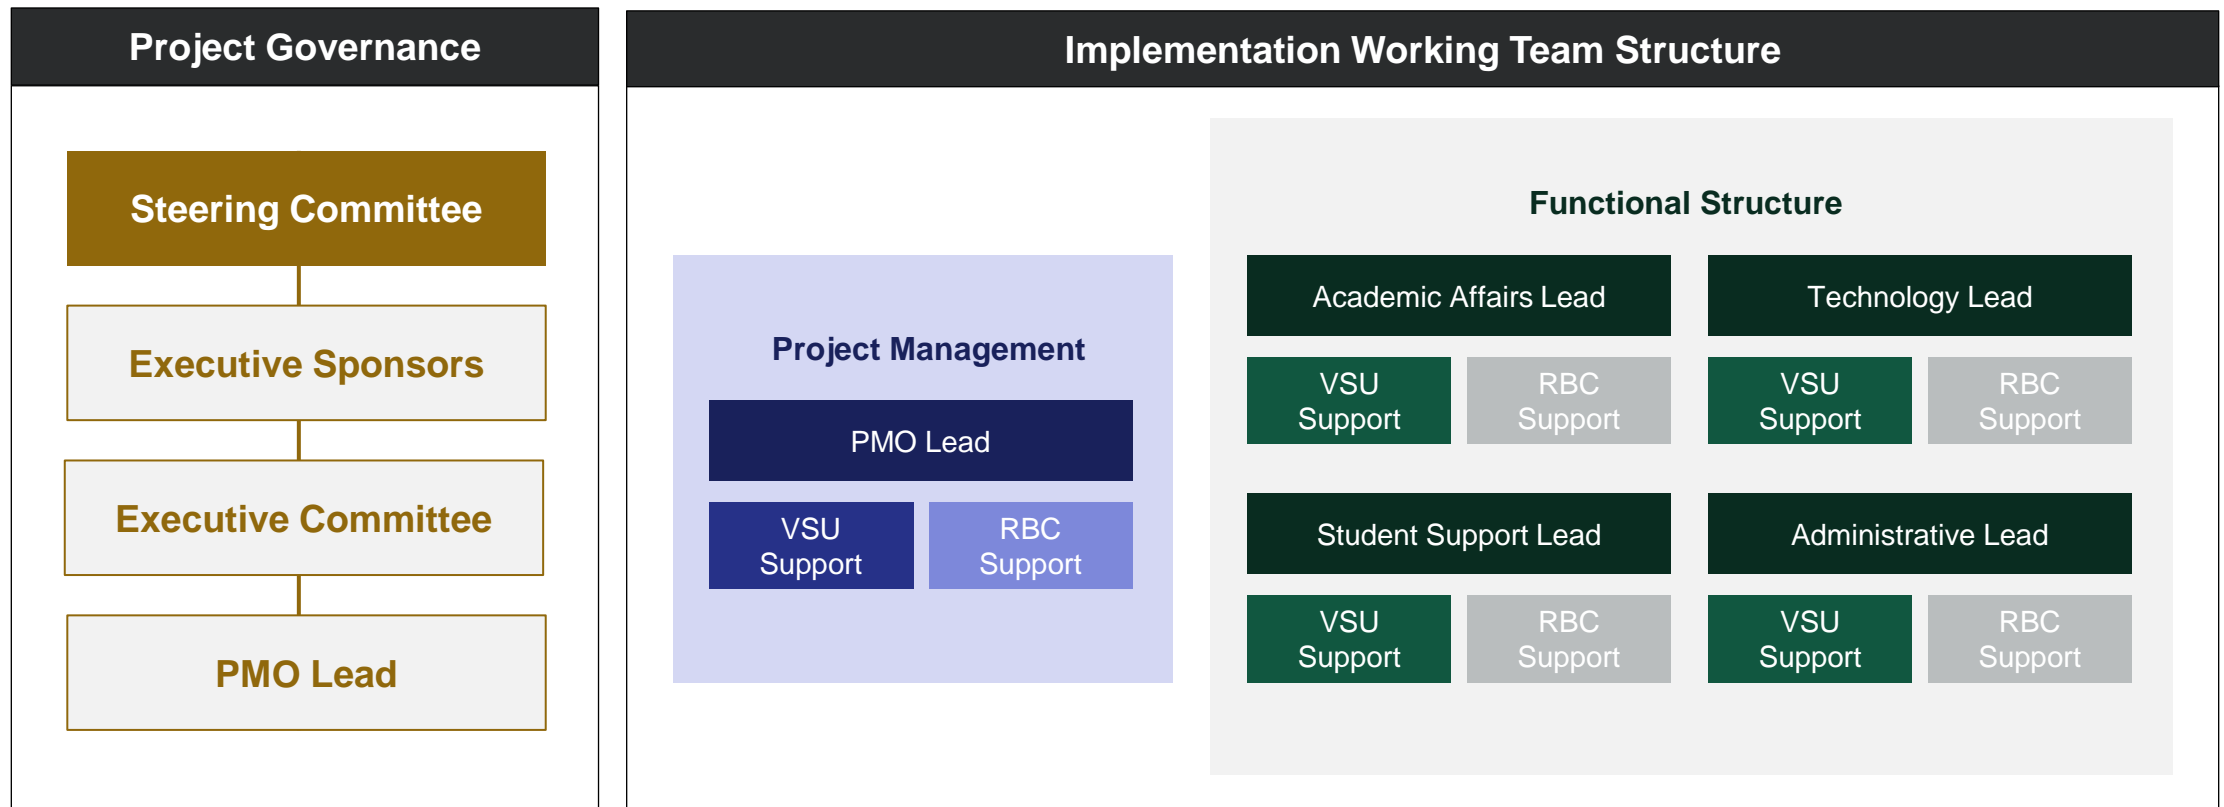 Project Governance
Steering Committee
Executive Sponsors
Executive Committee
PMO Lead
Implementation Working Team Structure
Project Management
PMO Lead
VSU
Support
RBC
Support
Functional Structure
Academic Affairs Lead
VSU
Support
RBC
Support
Technology Lead
VSU
Support
RBC
Support
Student Support Lead
VSU
Support
RBC
Support
Administrative Lead
VSU
Support
RBC
Support